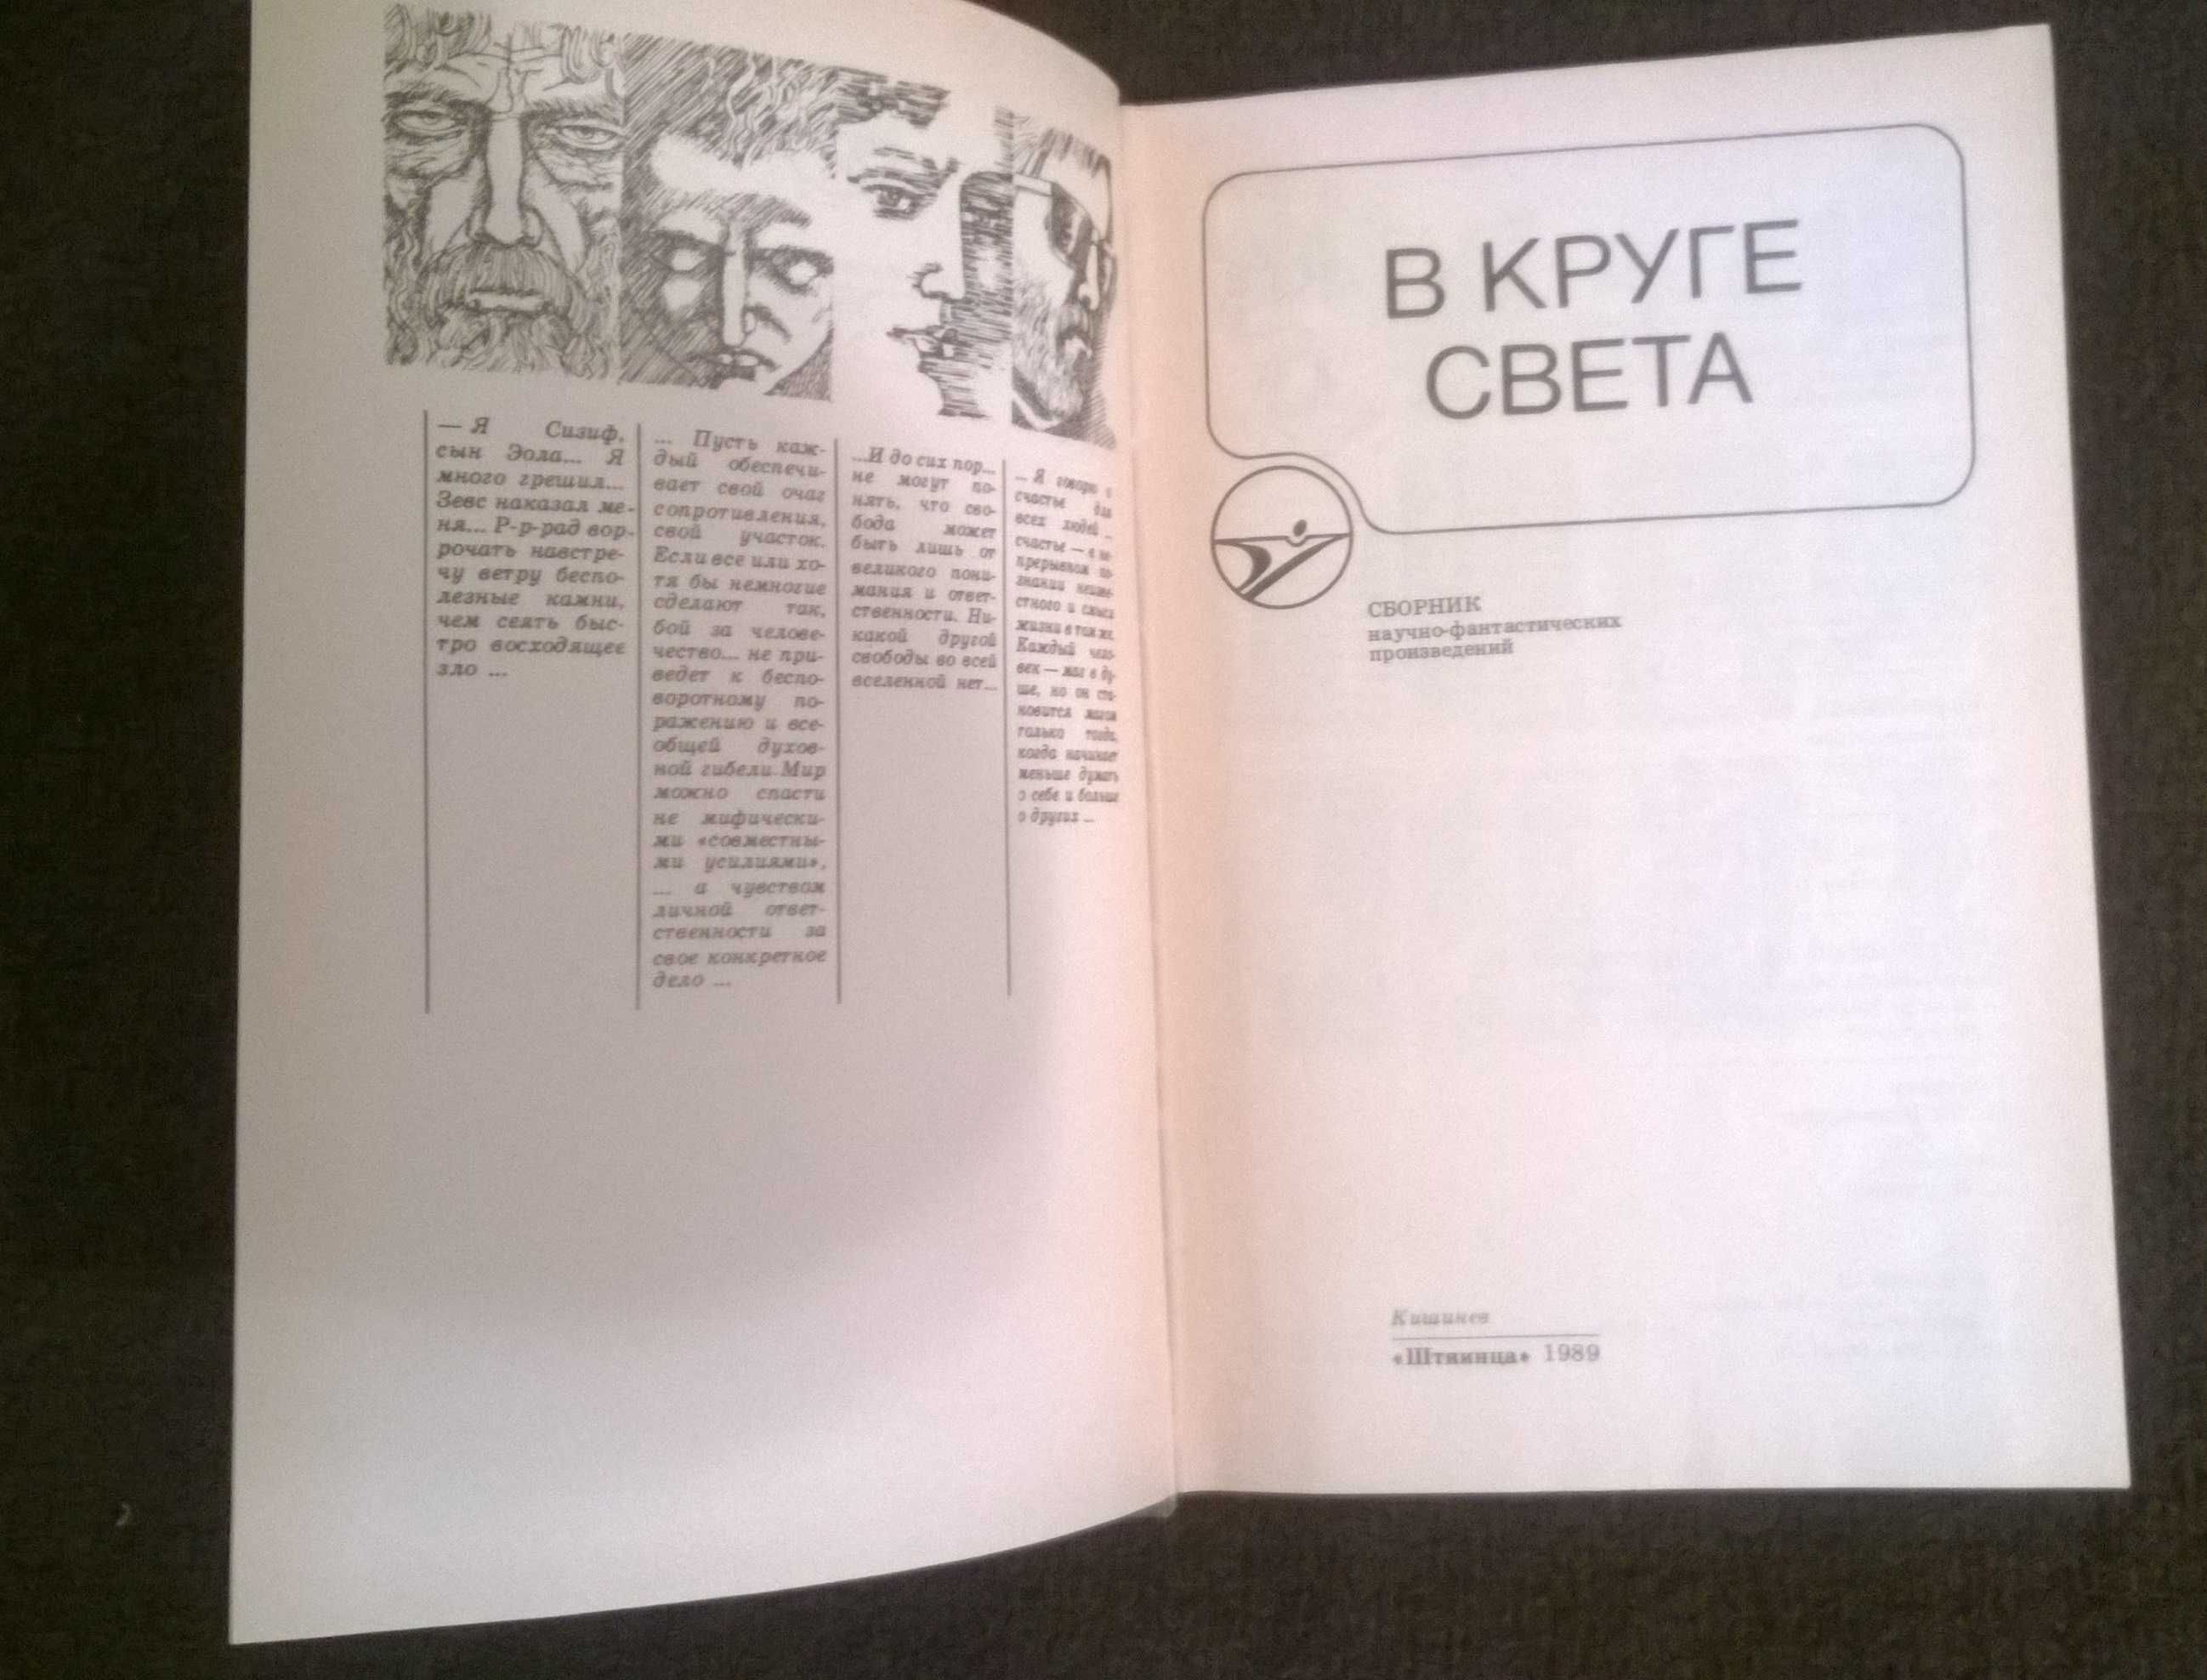 — Я Сизиф,
сын Эола... Я
много грешил...
Зевс наказал ме-
ня... Р-р-рад вор-
рочать навстре-
чу ветру беспо-
лезные камни,
чем сеять быс-
тро восходящее
зло ...
... Пусть каж-
дый обеспечи-
вает свой очаг
сопротивления,
свой участок.
Если все или хо-
тя бы немногие
сделают так,
бой за челове-
чество... не при-
ведет к беспо-
воротному по-
ражению и все-
общей духов-
ной гибели. Мир
можно спасти
не мифически-
ми «совместны-
ми усилиями»,
... а чувством
личной ответ-
ственности за
свое конкретное
дело ...
...И до сих пор...
не могут по-
нять, что сво-
бода может
быть лишь от
великого пони-
мания и ответ-
ственности. Ни-
какой другой
свободы во всей
вселенной нет...
... Я говорю о
счастье для
всех людей ...
счастье — в не-
прерывном по-
знании неизве-
стного и смысл
жизни в том же.
Каждый чело-
век — маг в ду-
ше, но он ста-
новится магом
только тогда,
когда начинает
меньше думать
о себе и больше
о других ...
В КРУГЕ
СВЕТА
СБОРНИК
научно-фантастических
произведений
Кишинев
«Штиинца» 1989